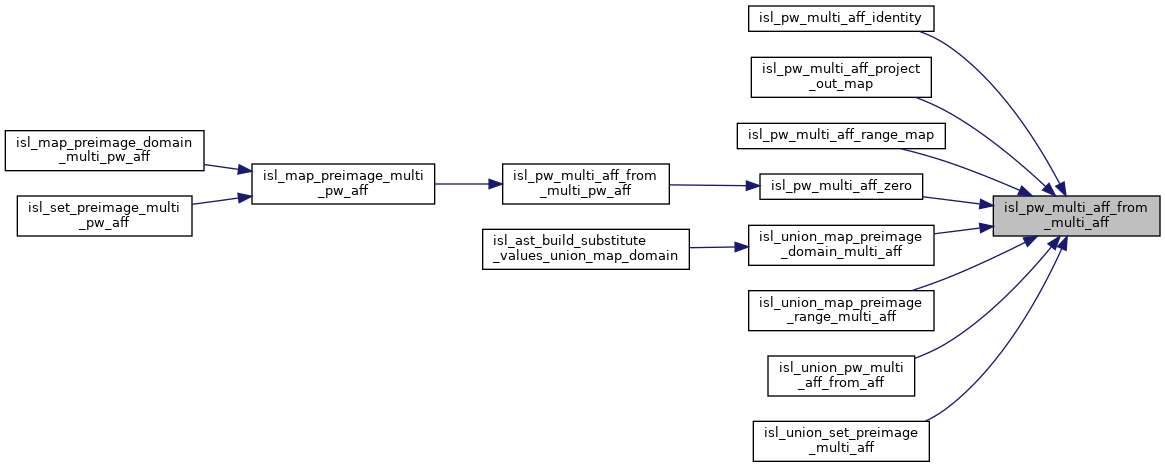 isl_pw_multi_aff_identity
isl_pw_multi_aff_project
_out_map
isl_pw_multi_aff_range_map
isl_map_preimage_domain
_multi_pw_aff
isl_map_preimage_multi
_pw_aff
isl_pw_multi_aff_from
_multi_pw_aff
isl_pw_multi_aff_zero
isl_set_preimage_multi
_pw_aff
isl_pw_multi_aff_from
_multi_aff
isl_ast_build_substitute
_values_union_map_domain
isl_union_map_preimage
_domain_multi_aff
isl_union_map_preimage
_range_multi_aff
isl_union_pw_multi
_aff_from_aff
isl_union_set_preimage
_multi_aff